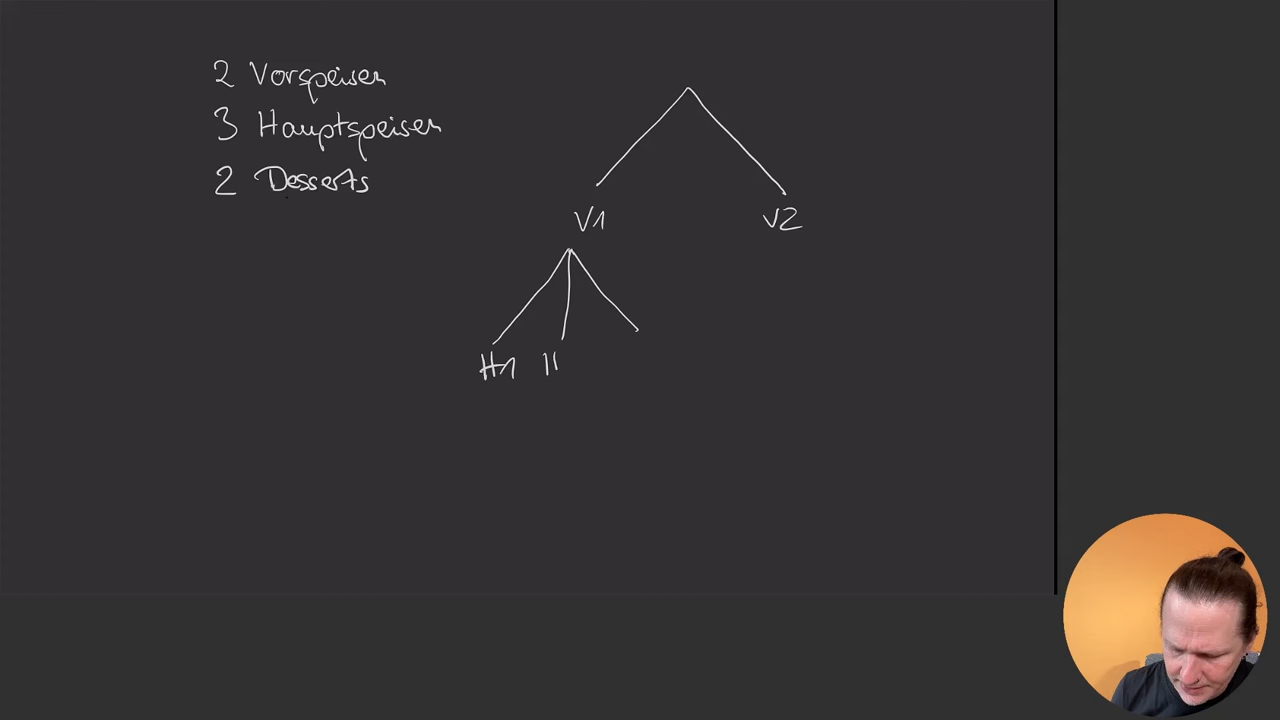 2 Vorspeisen
3 Hauptspeisen
2 Desserts
V1 V2
H1